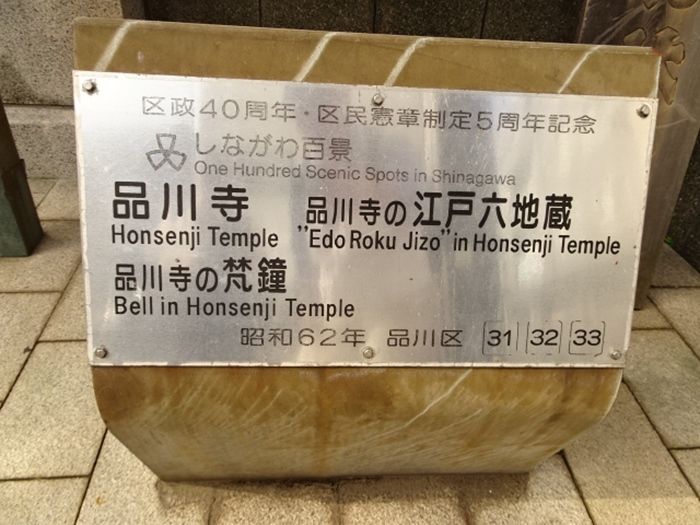 区政40周年・区民憲章制定5周年記念
しながわ百景
One Hundred Scenic Spots in Shinagawa
品川寺 品川寺の江戸六地蔵
Honsenji Temple "Edo Roku Jizo" in Honsenji Temple
品川寺の梵鐘
Bell in Honsenji Temple
昭和62年 品川区 31 32 33